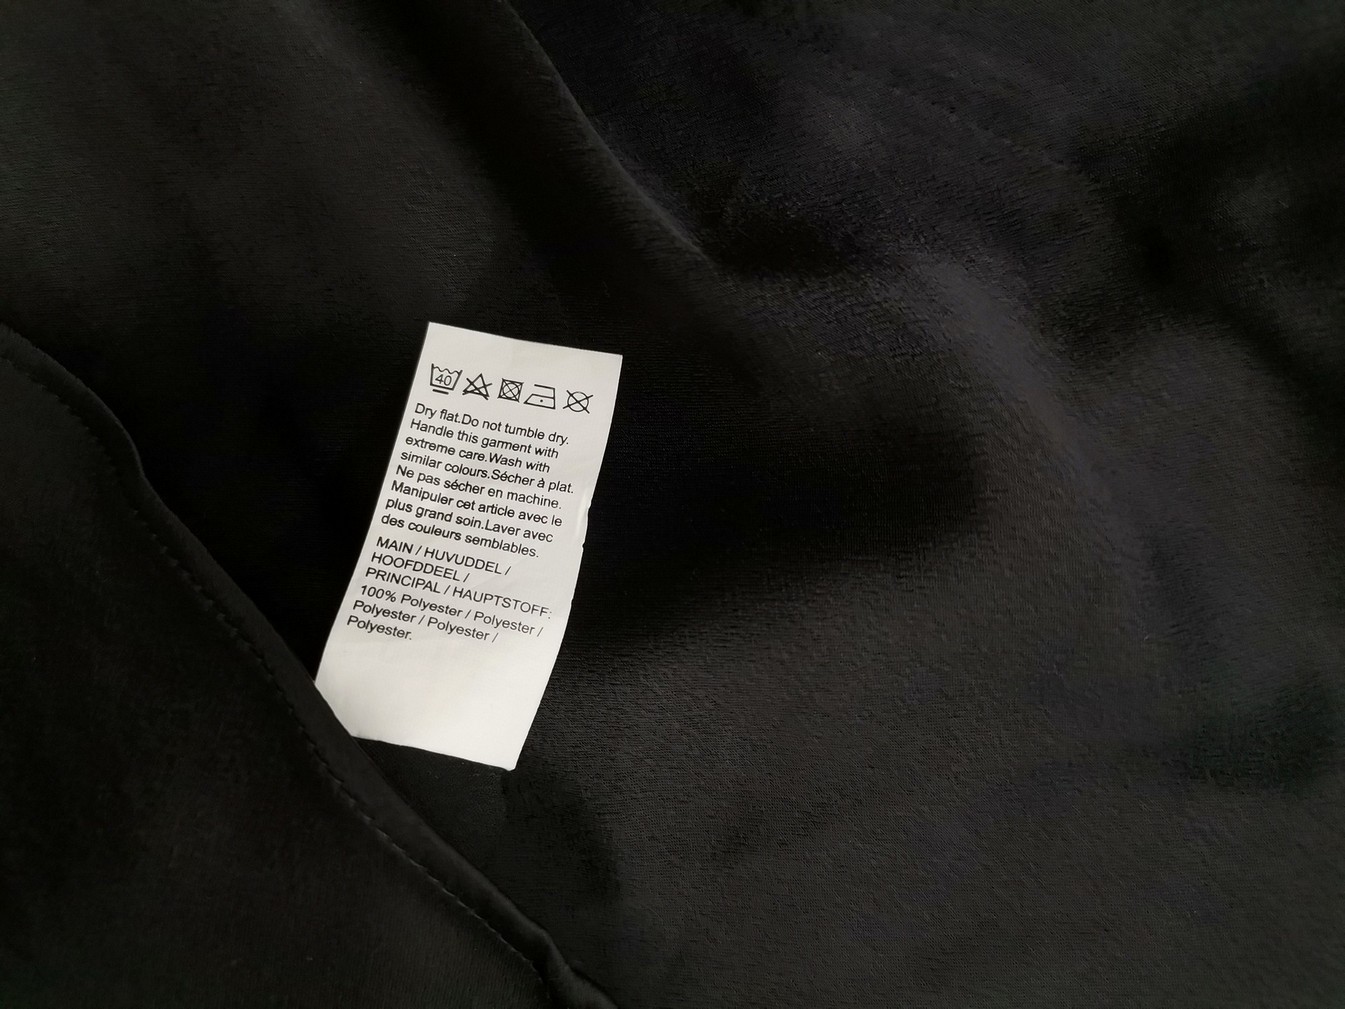 40
Dry flat.Do not tumble dry.
Handle this garment with
extreme care.Wash with
similar colours.Sécher à plat.
Ne pas sécher en machine.
Manipuler cet article avec le
plus grand soin.Laver avec
des couleurs semblables.
MAIN / HUVUDDEL /
HOOFDDEEL /
PRINCIPAL / HAUPTSTOFF:
100% Polyester / Polyester /
Polyester / Polyester /
Polyester.